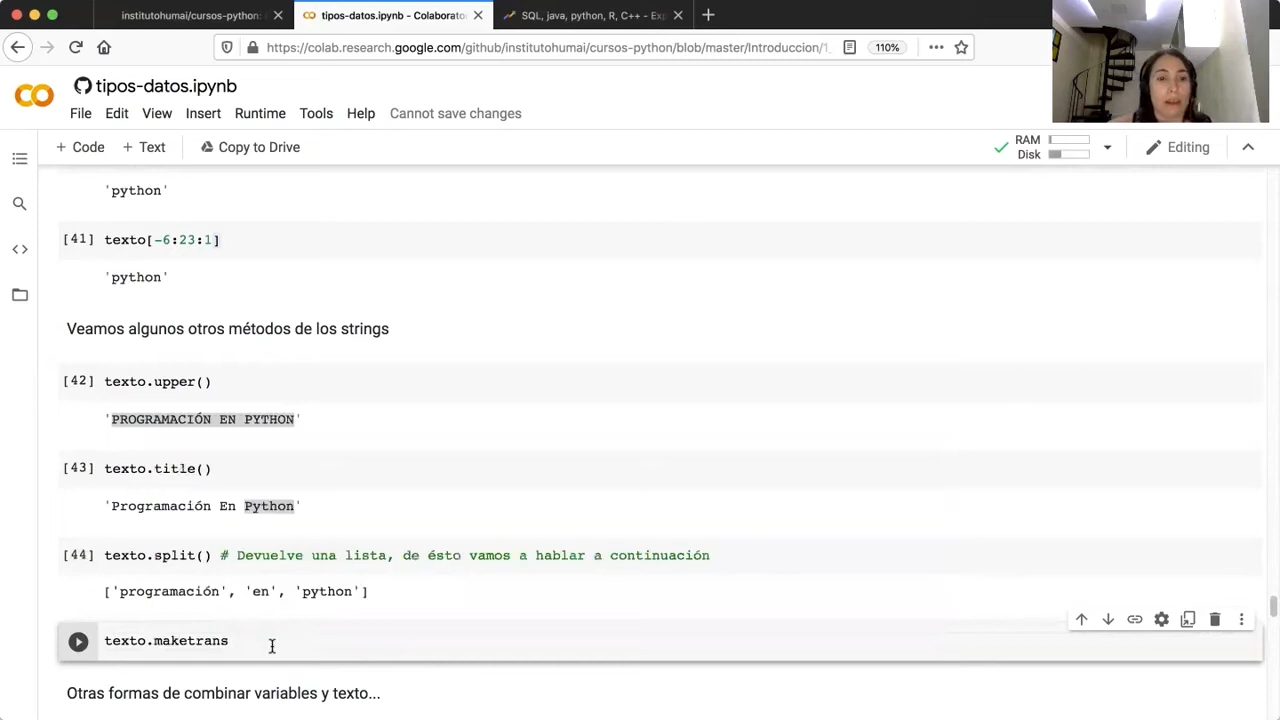 institutohumai/cursos-python:
tipos-datos.ipynb - Colaborato
SQL, java, python, R, C++ - Exp
https://colab.research.google.com/github/institutohumai/cursos-python/blob/master/Introduccion/1_
110%
tipos-datos.ipynb
File Edit View Insert Runtime Tools Help Cannot save changes
+ Code + Text Copy to Drive
RAM
Disk
Editing
'python'
[41] texto[-6:23:1]
'python'
Veamos algunos otros métodos de los strings
[42] texto.upper()
'PROGRAMACIÓN EN PYTHON'
[43] texto.title()
'Programación En Python'
[44] texto.split() # Devuelve una lista, de ésto vamos a hablar a continuación
['programación', 'en', 'python']
texto.maketrans
Otras formas de combinar variables y texto...